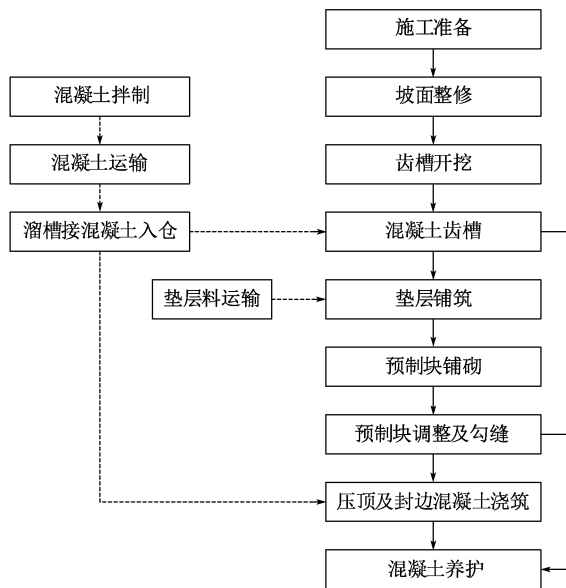 施工准备
混凝土拌制
坡面整修
混凝土运输
齿槽开挖
溜槽接混凝土入仓
混凝土齿槽
垫层料运输
垫层铺筑
预制块铺砌
预制块调整及勾缝
压顶及封边混凝土浇筑
混凝土养护